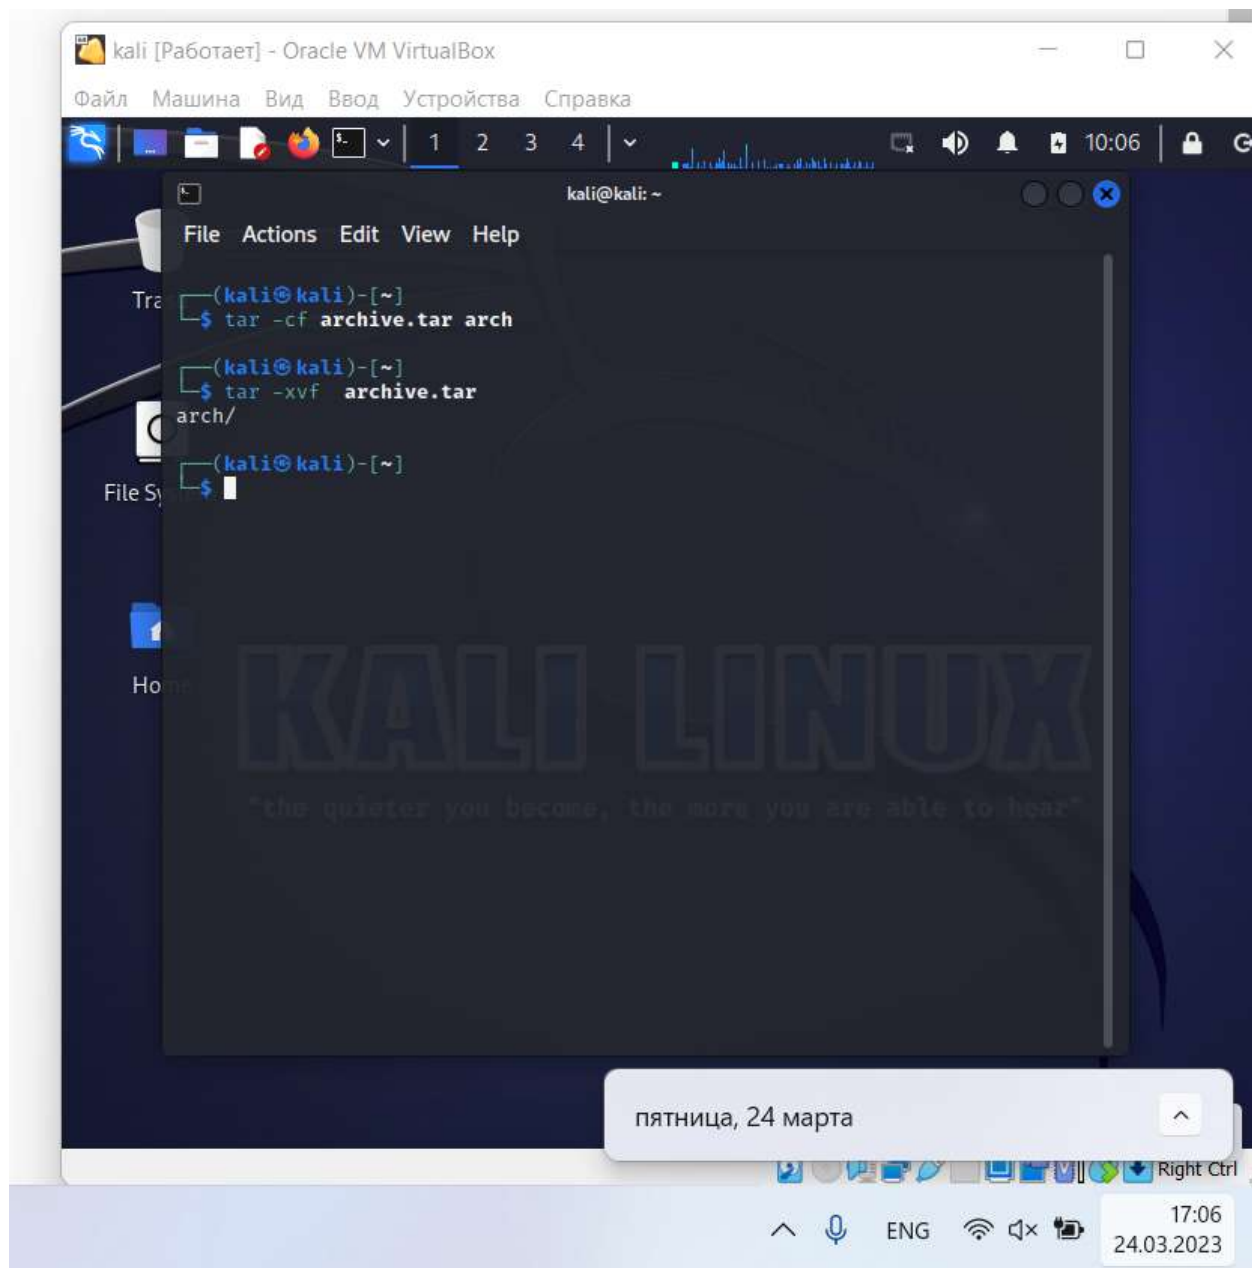 kali [Работает] - Oracle VM VirtualBox
Файл Машина Вид Ввод Устройства Справка
1 2 3 4 10:06
kali@kali: ~
File Actions Edit View Help
Tra
┌──(kali㉿kali)-[~]
└─$ tar -cf archive.tar arch
┌──(kali㉿kali)-[~]
└─$ tar -xvf  archive.tar
arch/
┌──(kali㉿kali)-[~]
└─$
File System
Home
KALI LINUX
"the quieter you become, the more you are able to hear"
пятница, 24 марта
Right Ctrl
ENG
17:06
24.03.2023